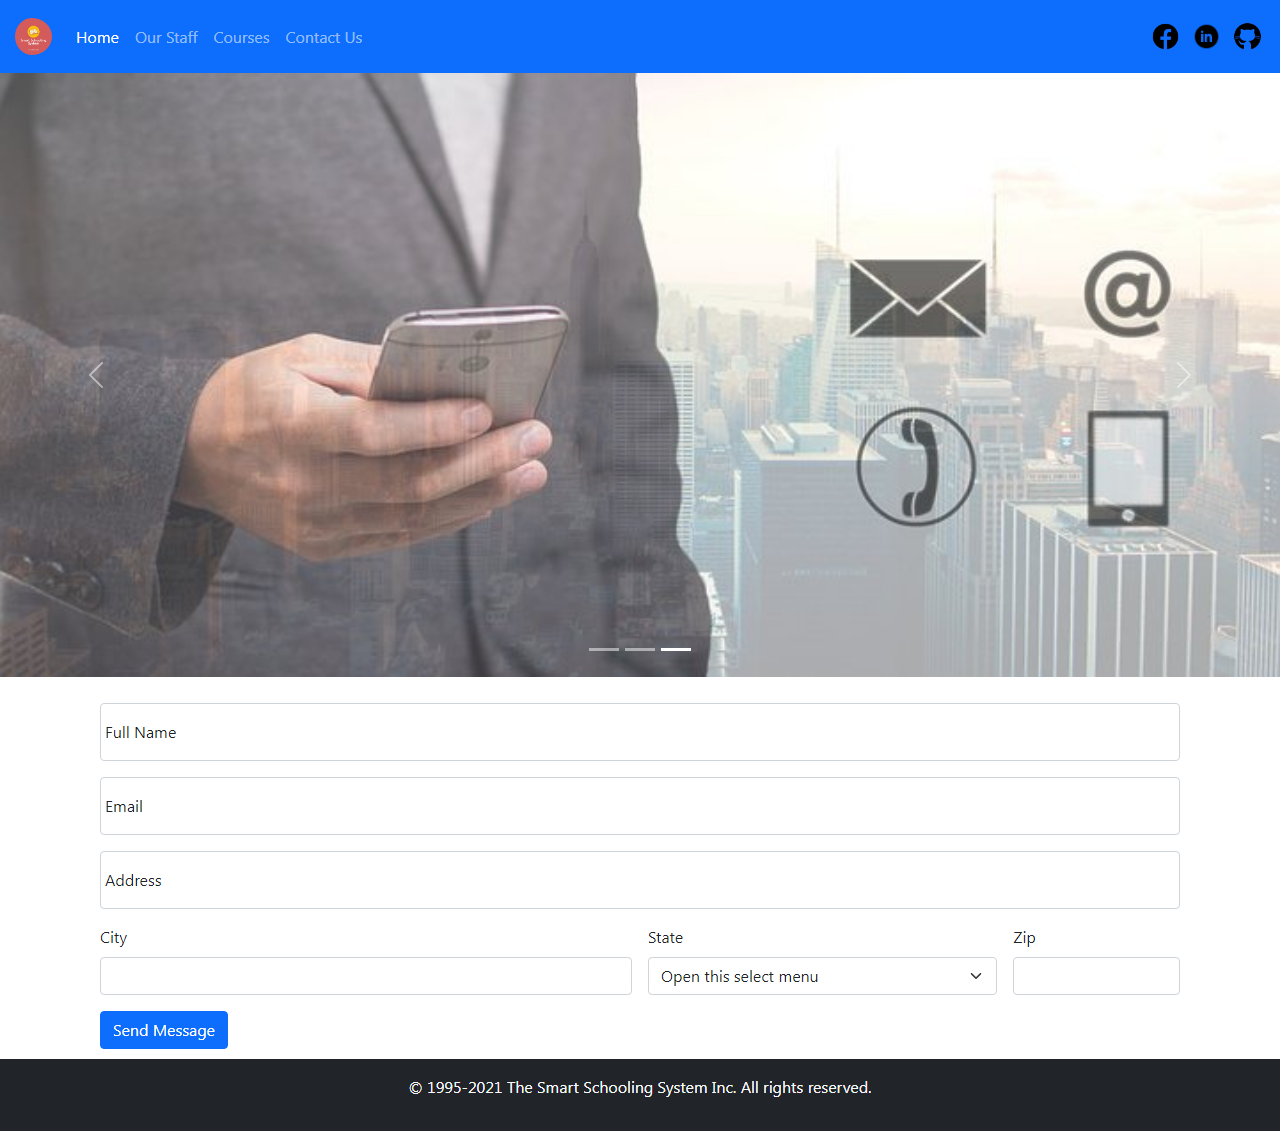 Home Our Staff Courses Contact Us
Full Name
Email
Address
City State Zip
Open this select menu
Send Message
© 1995-2021 The Smart Schooling System Inc. All rights reserved.